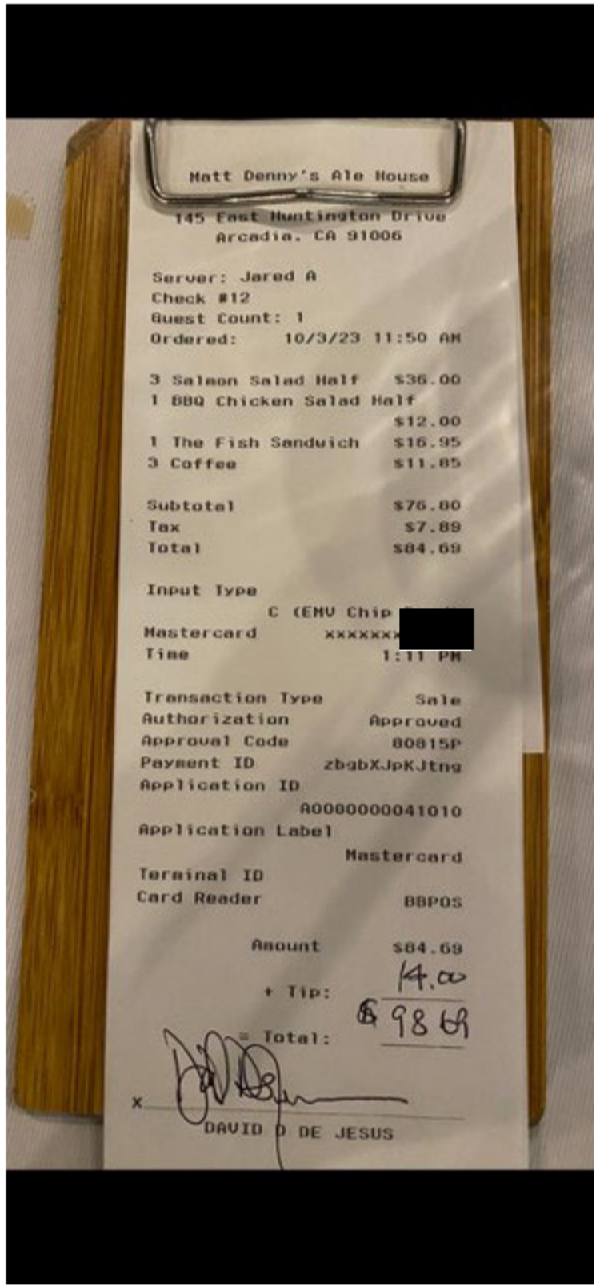 Matt Denny's Ale House
145 East Huntington Drive
Arcadia, CA 91006
Server: Jared A
Check #12
Guest Count: 1
Ordered: 10/3/23 11:50 AM
3 Salmon Salad Half $36.00
1 BBQ Chicken Salad Half
$12.00
1 The Fish Sandwich $16.95
3 Coffee $11.85
Subtotal $76.80
Tax $7.89
Total $84.69
Input Type
C (EMV Chip
Mastercard xxxxxxx
Time 1:11 PM
Transaction Type Sale
Authorization Approved
Approval Code 80815P
Payment ID zbgbXJpKJtng
Application ID
A0000000041010
Application Label
Mastercard
Terminal ID
Card Reader BBPOS
Amount $84.69
+ Tip: 14.00
= Total: $ 98 69
x
DAVID D DE JESUS